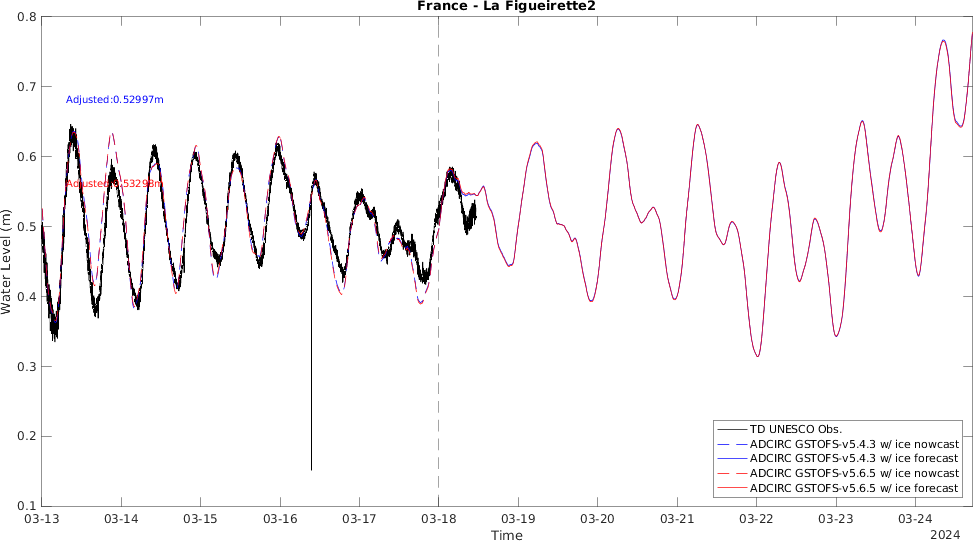 France - La Figueirette2
0.8
0.7
0.6
0.5
0.4
0.3
0.2
0.1
Water Level (m)
Adjusted:0.52997m
Adjusted:0.53298m
TD UNESCO Obs.
ADCIRC GSTOFS-v5.4.3 w/ ice nowcast
ADCIRC GSTOFS-v5.4.3 w/ ice forecast
ADCIRC GSTOFS-v5.6.5 w/ ice nowcast
ADCIRC GSTOFS-v5.6.5 w/ ice forecast
03-13 03-14 03-15 03-16 03-17 03-18 03-19 03-20 03-21 03-22 03-23 03-24
Time
2024